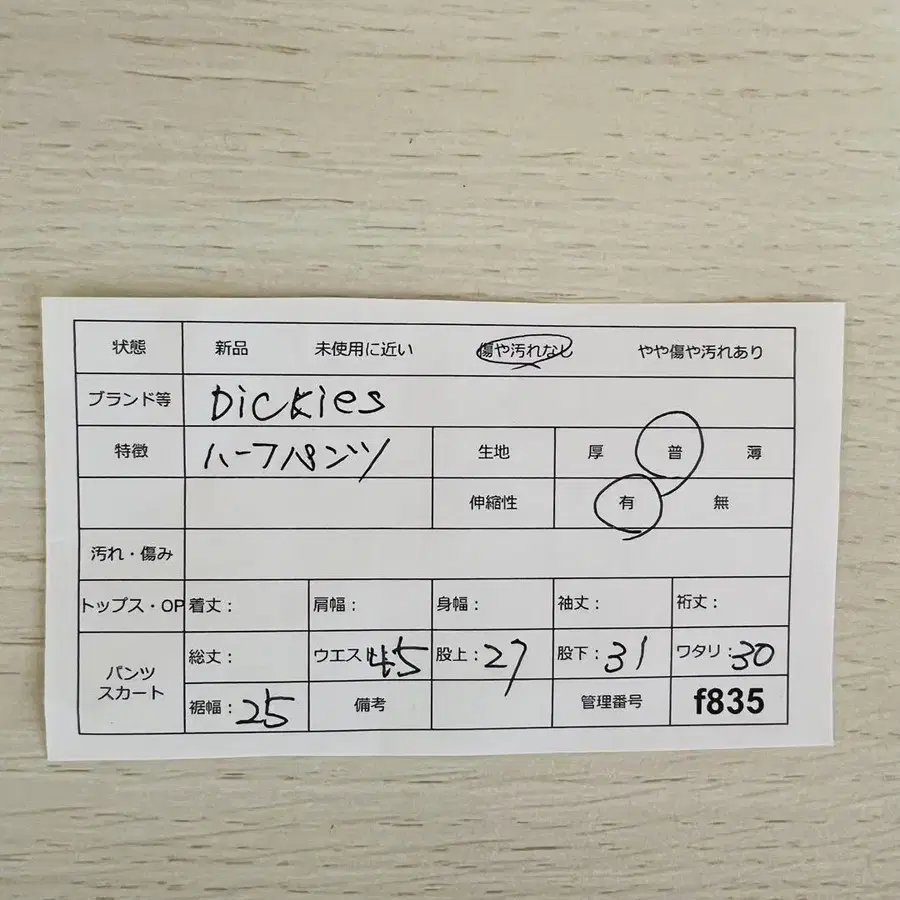 状態 新品 未使用に近い 傷や汚れなし やや傷や汚れあり
ブランド等 Dickies
特徴 ハーフパンツ 生地 厚 普 薄
伸縮性 有 無
汚れ・傷み
トップス・OP 着丈： 肩幅： 身幅： 袖丈： 裄丈：
パンツ スカート 総丈： ウエスト 45 股上：27 股下：31 ワタリ：30
裾幅：25 備考 管理番号 f835